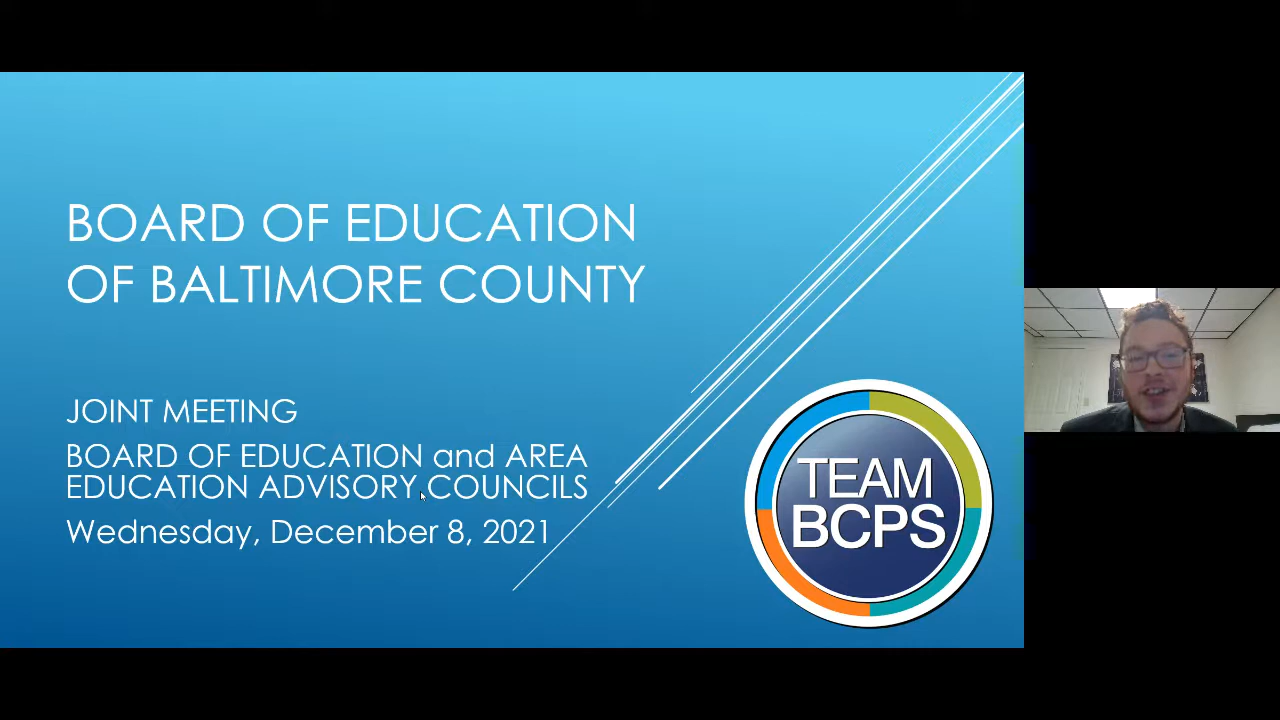 BOARD OF EDUCATION
OF BALTIMORE COUNTY
JOINT MEETING
BOARD OF EDUCATION and AREA
EDUCATION ADVISORY COUNCILS
Wednesday, December 8, 2021
TEAM
BCPS